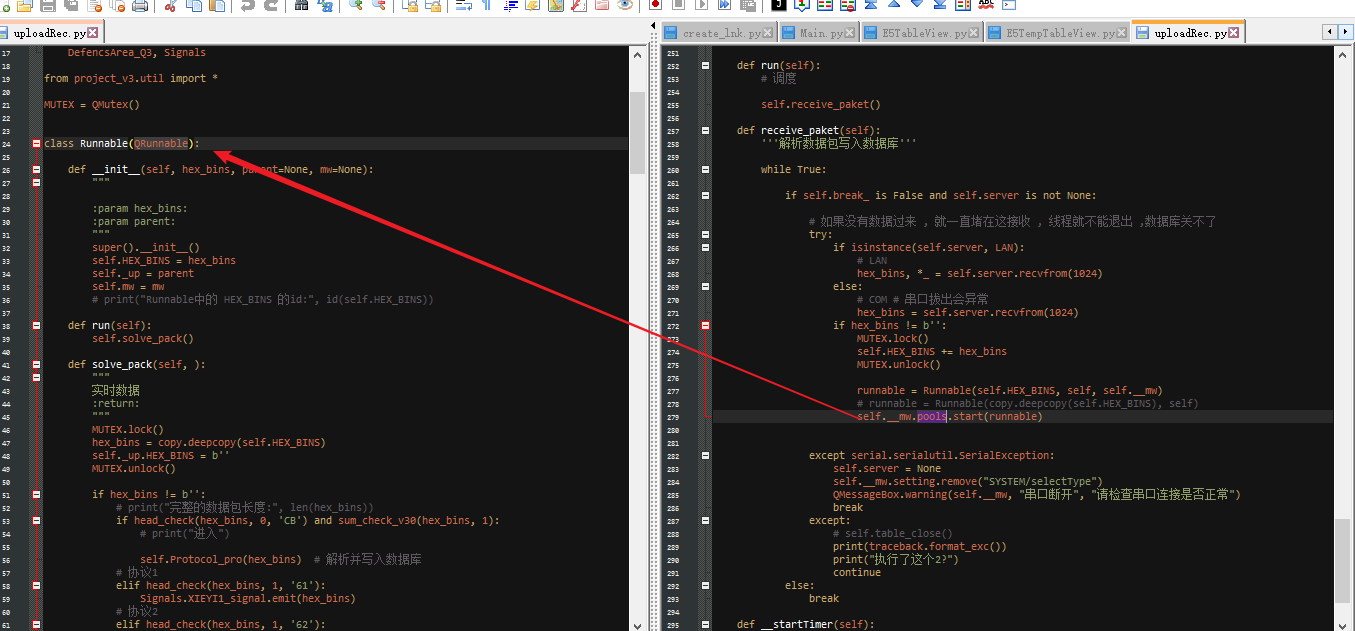 uploadRec.py
17 DefencsArea_Q3, Signals
18
19 from project_v3.util import *
20
21 MUTEX = QMutex()
22
23
24 class Runnable(QRunnable):
25
26 def __init__(self, hex_bins, parent=None, mw=None):
27 """
28
29 :param hex_bins:
30 :param parent:
31 """
32 super().__init__()
33 self.HEX_BINS = hex_bins
34 self._up = parent
35 self.mw = mw
36 # print("Runnable中的 HEX_BINS 的id:", id(self.HEX_BINS))
37
38 def run(self):
39 self.solve_pack()
40
41 def solve_pack(self, ):
42 """
43 实时数据
44 :return:
45 """
46 MUTEX.lock()
47 hex_bins = copy.deepcopy(self.HEX_BINS)
48 self._up.HEX_BINS = b''
49 MUTEX.unlock()
50
51 if hex_bins != b'':
52 # print("完整的数据包长度:", len(hex_bins))
53 if head_check(hex_bins, 0, 'CB') and sum_check_v30(hex_bins, 1):
54 # print("进入")
55
56 self.Protocol_pro(hex_bins) # 解析并写入数据库
57 # 协议1
58 elif head_check(hex_bins, 1, '61'):
59 Signals.XIEYI1_signal.emit(hex_bins)
60 # 协议2
61 elif head_check(hex_bins, 1, '62'):
create_lnk.py Main.py E5TableView.py E5TempTableView.py uploadRec.py
251
252 def run(self):
253 # 调度
254
255 self.receive_paket()
256
257 def receive_paket(self):
258 '''解析数据包写入数据库'''
259
260 while True:
261
262 if self.break_ is False and self.server is not None:
263
264 # 如果没有数据过来 , 就一直堵在这接收 , 线程就不能退出 ,数据库关不了
265 try:
266 if isinstance(self.server, LAN):
267 # LAN
268 hex_bins, *_ = self.server.recvfrom(1024)
269 else:
270 # COM # 串口拔出会异常
271 hex_bins = self.server.recvfrom(1024)
272 if hex_bins != b'':
273 MUTEX.lock()
274 self.HEX_BINS += hex_bins
275 MUTEX.unlock()
276
277 runnable = Runnable(self.HEX_BINS, self, self.__mw)
278 # runnable = Runnable(copy.deepcopy(self.HEX_BINS), self)
279 self.__mw.pools.start(runnable)
280
281
282 except serial.serialutil.SerialException:
283 self.server = None
284 self.__mw.setting.remove("SYSTEM/selectType")
285 QMessageBox.warning(self.__mw, "串口断开", "请检查串口连接是否正常")
286 break
287 except:
288 # self.table_close()
289 print(traceback.format_exc())
290 print("执行了这个2?")
291 continue
292 else:
293 break
294
295 def __startTimer(self):